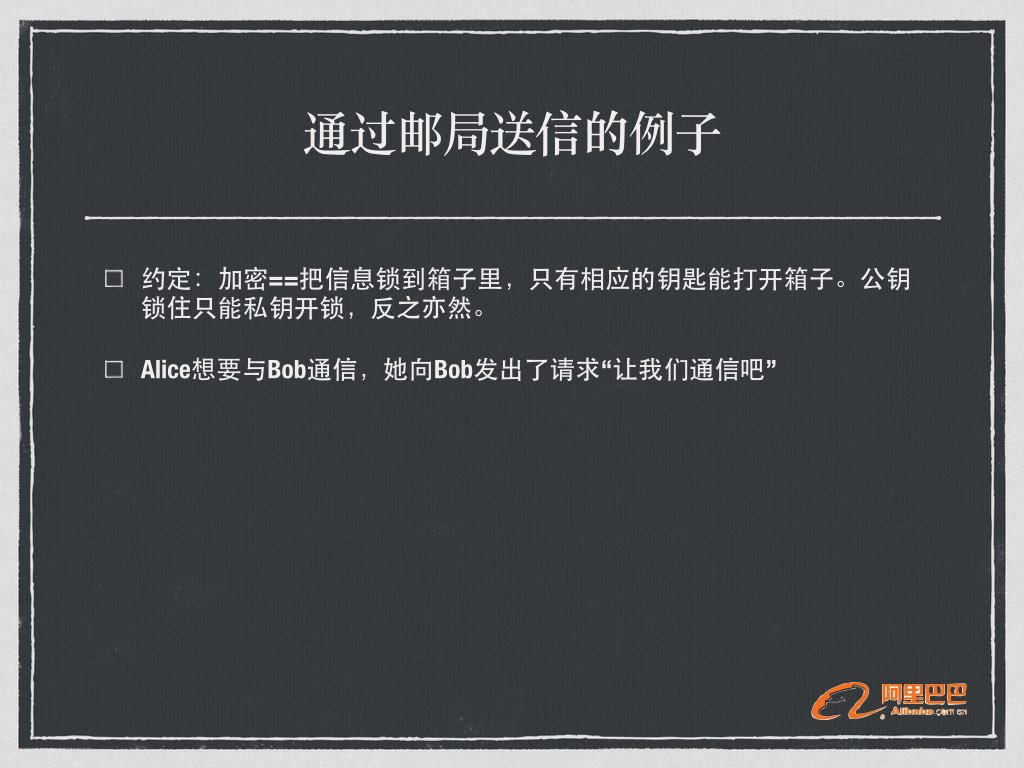 通过邮局送信的例子
约定：加密==把信息锁到箱子里，只有相应的钥匙能打开箱子。公钥
锁住只能私钥开锁，反之亦然。
Alice想要与Bob通信，她向Bob发出了请求“让我们通信吧”
阿里巴巴
Alibaba.com.cn